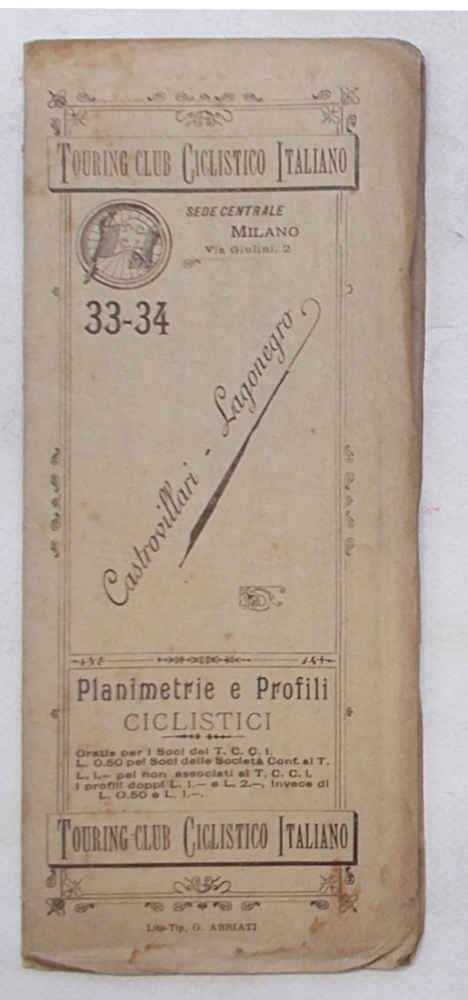 TOURING-CLUB CICLISTICO ITALIANO
SEDE CENTRALE
MILANO
Via Giulini, 2
33-34
Castrovillari - Lagonegro
Planimetrie e Profili
CICLISTICI
Gratis per i Soci del T. C. C. I.
L. 0.50 pei Soci delle Società Conf. al T.
L. 1.— pei non associati al T. C. C. I.
I profili doppi L. 1.— e L. 2.—, invece di
L. 0.50 e L. 1.—.
TOURING-CLUB CICLISTICO ITALIANO
Lito-Tip. G. ABBIATI